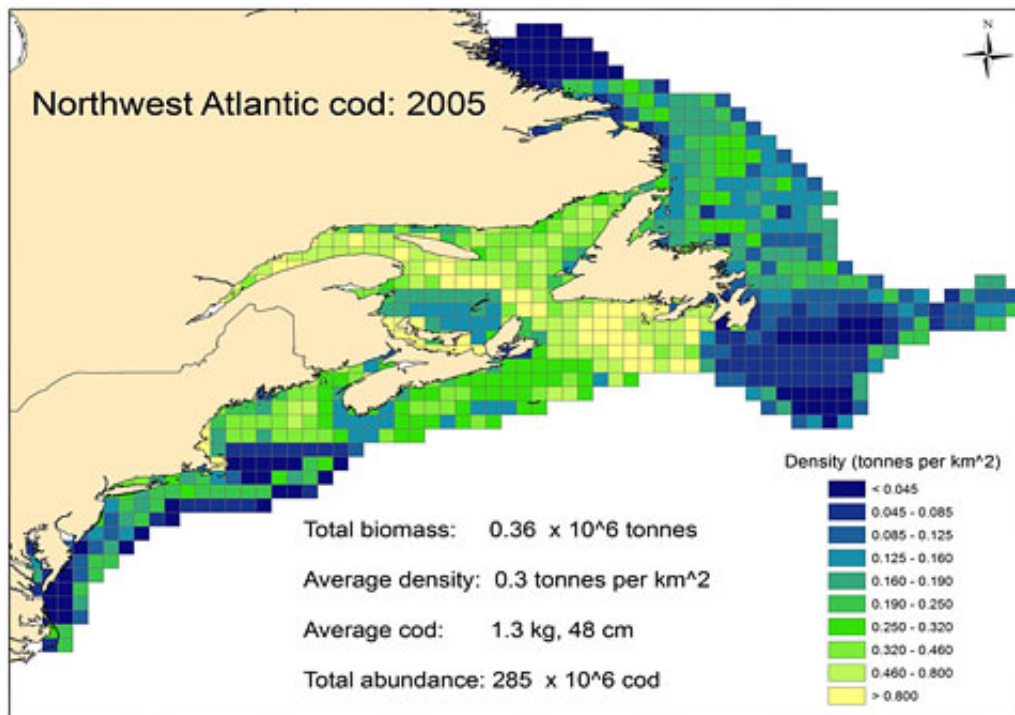 N
Northwest Atlantic cod: 2005
Density (tonnes per km^2)
< 0.045
0.045 - 0.085
0.085 - 0.125
0.125 - 0.160
0.160 - 0.190
0.190 - 0.250
0.250 - 0.320
0.320 - 0.460
0.460 - 0.800
> 0.800
Total biomass: 0.36 x 10^6 tonnes
Average density: 0.3 tonnes per km^2
Average cod: 1.3 kg, 48 cm
Total abundance: 285 x 10^6 cod